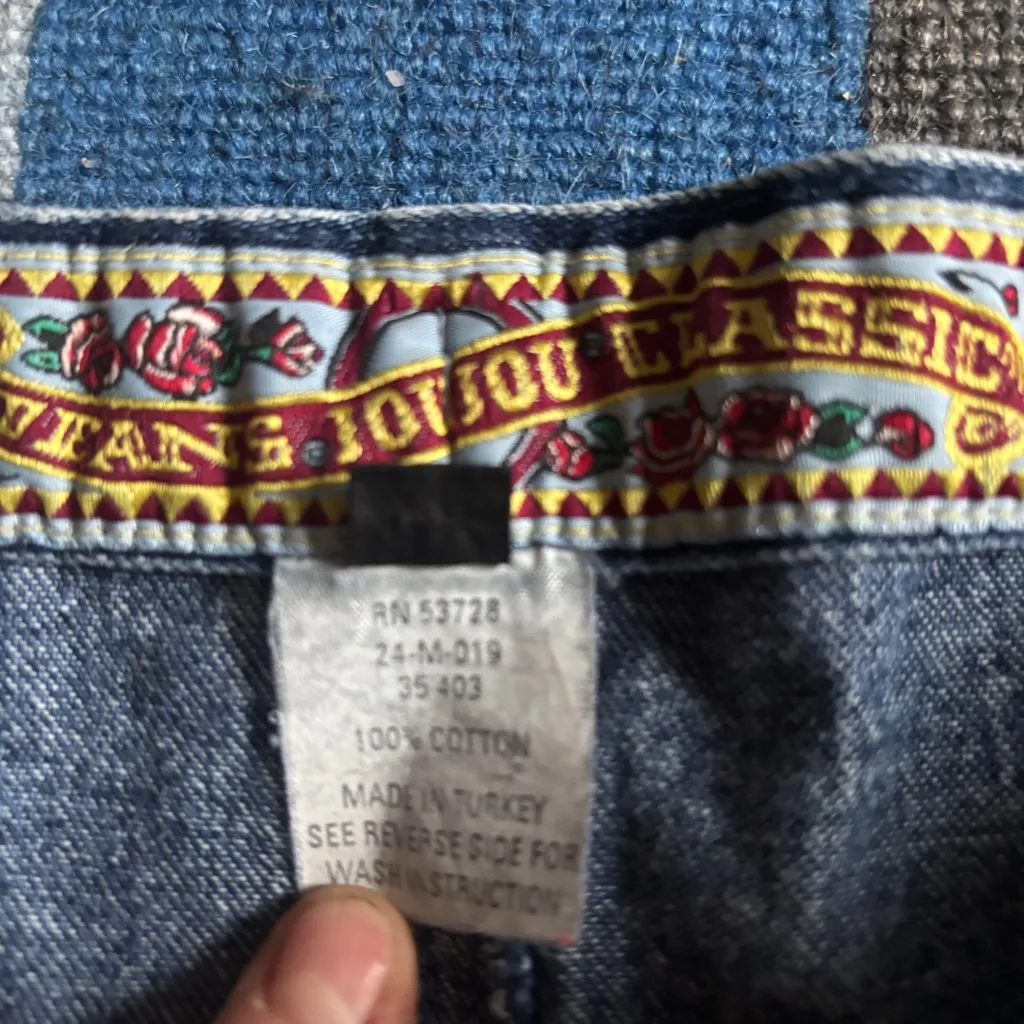 JEANS • JOUJOU CLASSIC
RN 53728
24-M-019
35 403
100% COTTON
MADE IN TURKEY
SEE REVERSE SIDE FOR
WASH INSTRUCTION